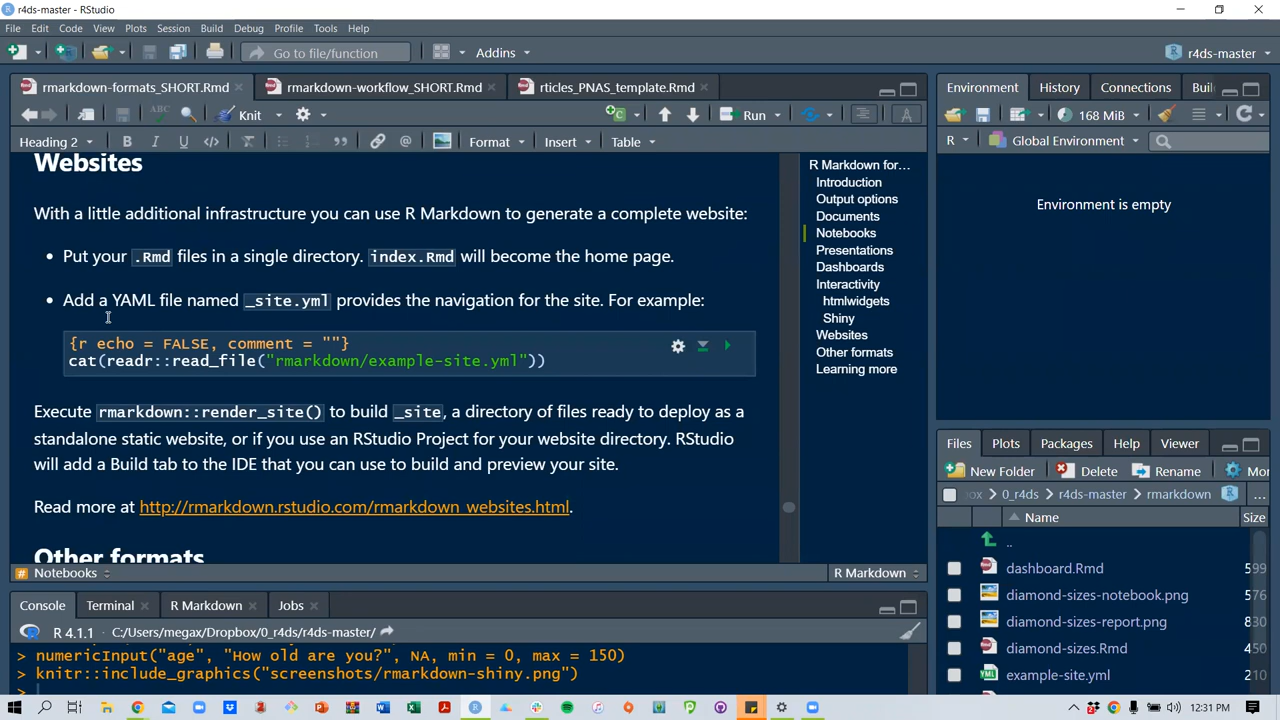 r4ds-master - RStudio
File Edit Code View Plots Session Build Debug Profile Tools Help
Go to file/function Addins r4ds-master
rmarkdown-formats_SHORT.Rmd rmarkdown-workflow_SHORT.Rmd rticles_PNAS_template.Rmd
Knit Run
Heading 2 B I U Format Insert Table
Websites
With a little additional infrastructure you can use R Markdown to generate a complete website:
Put your .Rmd files in a single directory. index.Rmd will become the home page.
Add a YAML file named _site.yml provides the navigation for the site. For example:
{r echo = FALSE, comment = ""}
cat(readr::read_file("rmarkdown/example-site.yml"))
Execute rmarkdown::render_site() to build _site, a directory of files ready to deploy as a
standalone static website, or if you use an RStudio Project for your website directory. RStudio
will add a Build tab to the IDE that you can use to build and preview your site.
Read more at http://rmarkdown.rstudio.com/rmarkdown_websites.html.
Other formats
R Markdown for...
Introduction
Output options
Documents
Notebooks
Presentations
Dashboards
Interactivity
htmlwidgets
Shiny
Websites
Other formats
Learning more
# Notebooks R Markdown
Console Terminal R Markdown Jobs
R 4.1.1 · C:/Users/megax/Dropbox/0_r4ds/r4ds-master/
> numericInput("age", "How old are you?", NA, min = 0, max = 150)
> knitr::include_graphics("screenshots/rmarkdown-shiny.png")
>
Environment History Connections Bui
168 MiB
R Global Environment
Environment is empty
Files Plots Packages Help Viewer
New Folder Delete Rename Mor
ox 0_r4ds r4ds-master rmarkdown ...
Name Size
..
dashboard.Rmd 599
diamond-sizes-notebook.png 576
diamond-sizes-report.png 830
diamond-sizes.Rmd 450
example-site.yml 210
12:31 PM